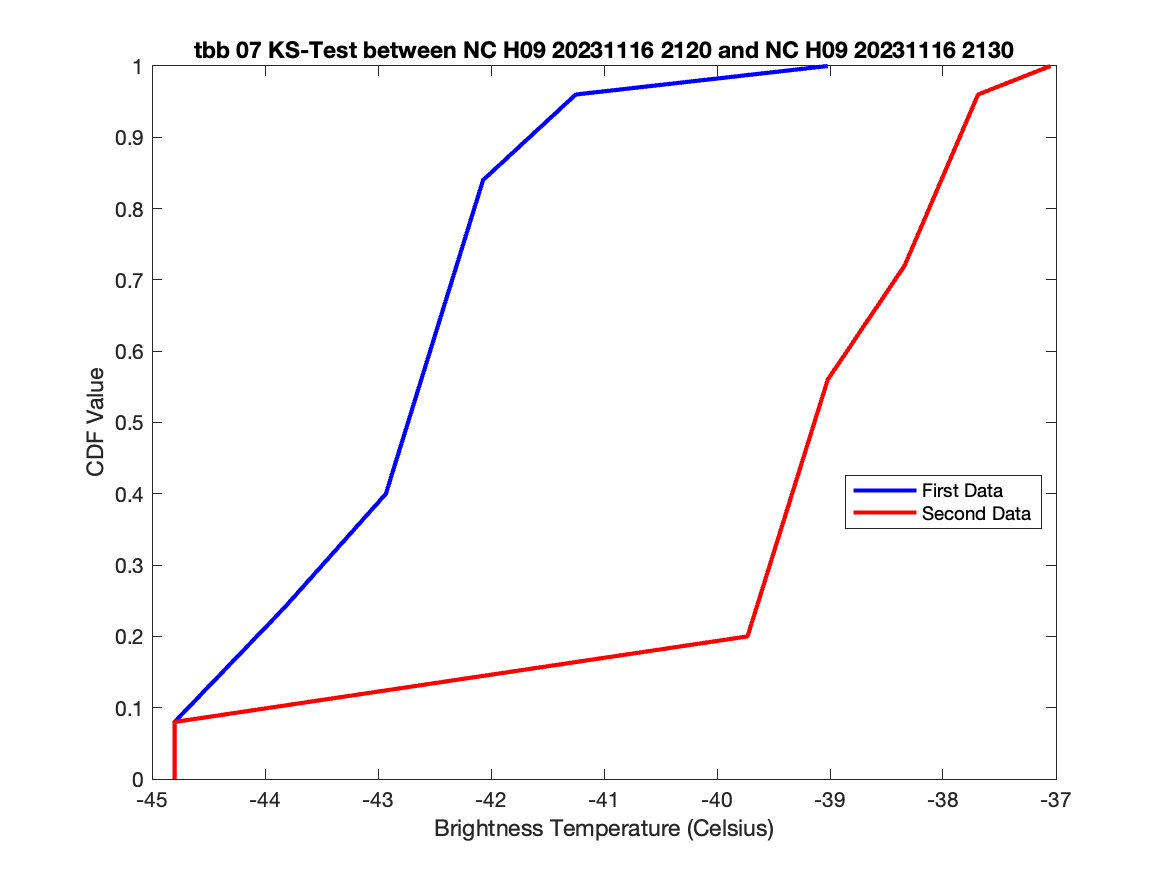 tbb 07 KS-Test between NC H09 20231116 2120 and NC H09 20231116 2130
1
0.9
0.8
0.7
0.6
0.5
0.4
0.3
0.2
0.1
0
CDF Value
First Data
Second Data
-45 -44 -43 -42 -41 -40 -39 -38 -37
Brightness Temperature (Celsius)